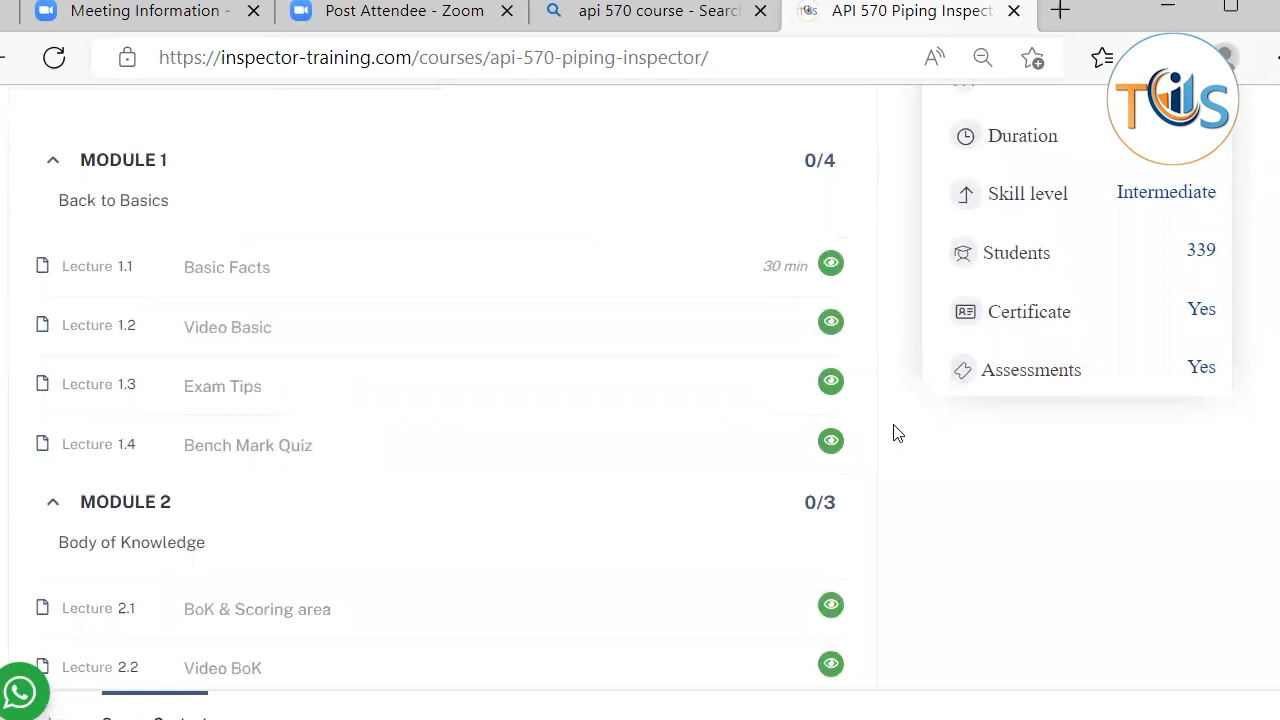 Meeting Information -
Post Attendee - Zoom
api 570 course - Search
API 570 Piping Inspect
https://inspector-training.com/courses/api-570-piping-inspector/
TIS
MODULE 1
0/4
Back to Basics
Lecture 1.1
Basic Facts
30 min
Lecture 1.2
Video Basic
Lecture 1.3
Exam Tips
Lecture 1.4
Bench Mark Quiz
MODULE 2
0/3
Body of Knowledge
Lecture 2.1
BoK & Scoring area
Lecture 2.2
Video BoK
Duration
Skill level
Intermediate
Students
339
Certificate
Yes
Assessments
Yes